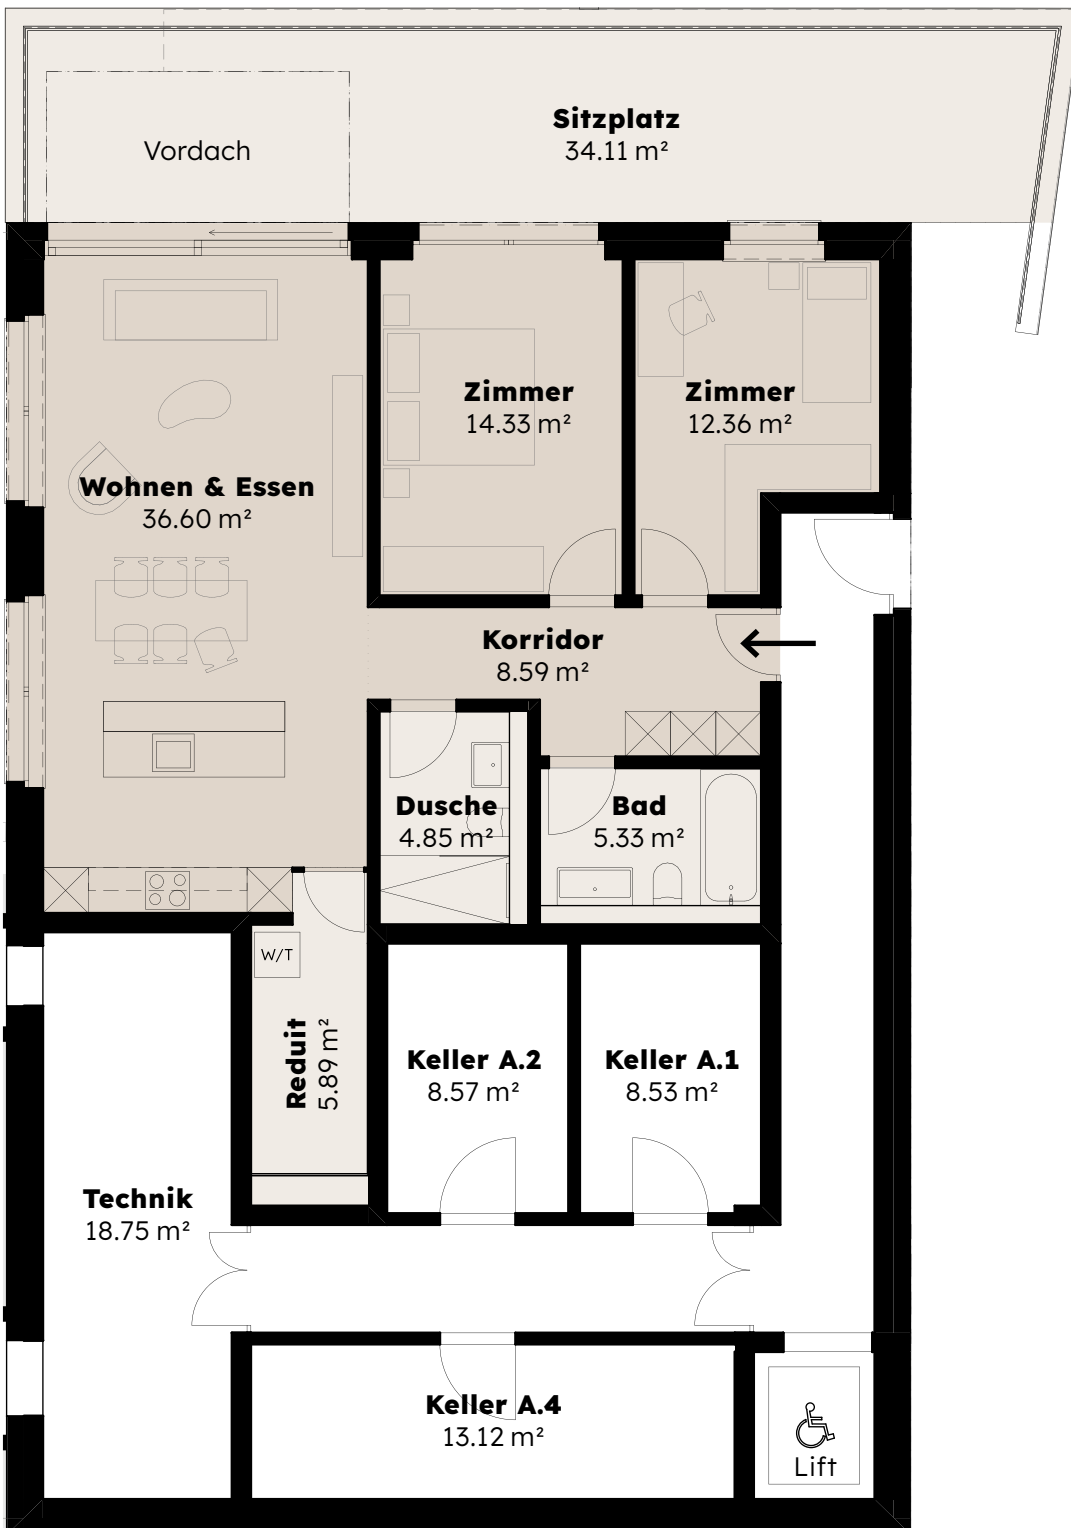 Sitzplatz
34.11 m²
Vordach
Zimmer
14.33 m²
Zimmer
12.36 m²
Wohnen & Essen
36.60 m²
Korridor
8.59 m²
Dusche
4.85 m²
Bad
5.33 m²
W/T
Reduit
5.89 m²
Keller A.2
8.57 m²
Keller A.1
8.53 m²
Technik
18.75 m²
Keller A.4
13.12 m²
Lift